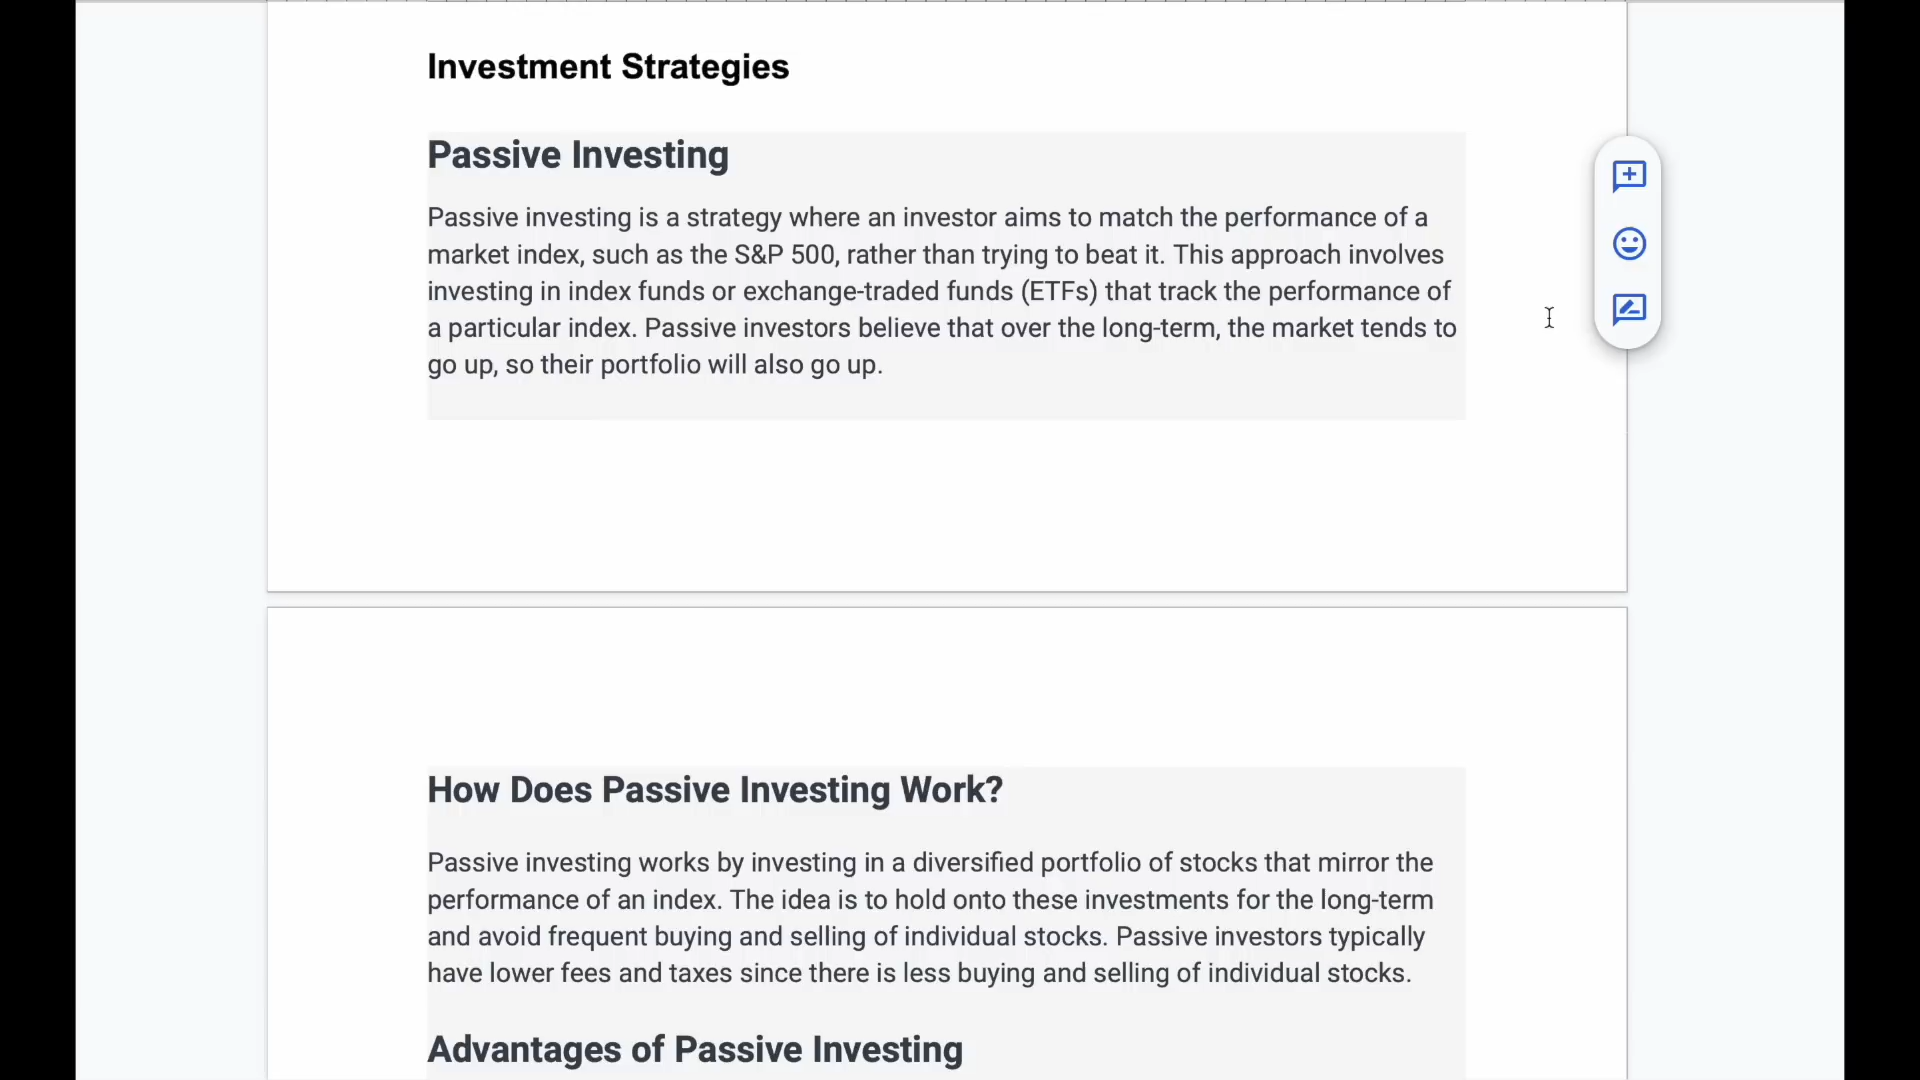 Investment Strategies
Passive Investing
Passive investing is a strategy where an investor aims to match the performance of a
market index, such as the S&P 500, rather than trying to beat it. This approach involves
investing in index funds or exchange-traded funds (ETFs) that track the performance of
a particular index. Passive investors believe that over the long-term, the market tends to
go up, so their portfolio will also go up.
How Does Passive Investing Work?
Passive investing works by investing in a diversified portfolio of stocks that mirror the
performance of an index. The idea is to hold onto these investments for the long-term
and avoid frequent buying and selling of individual stocks. Passive investors typically
have lower fees and taxes since there is less buying and selling of individual stocks.
Advantages of Passive Investing